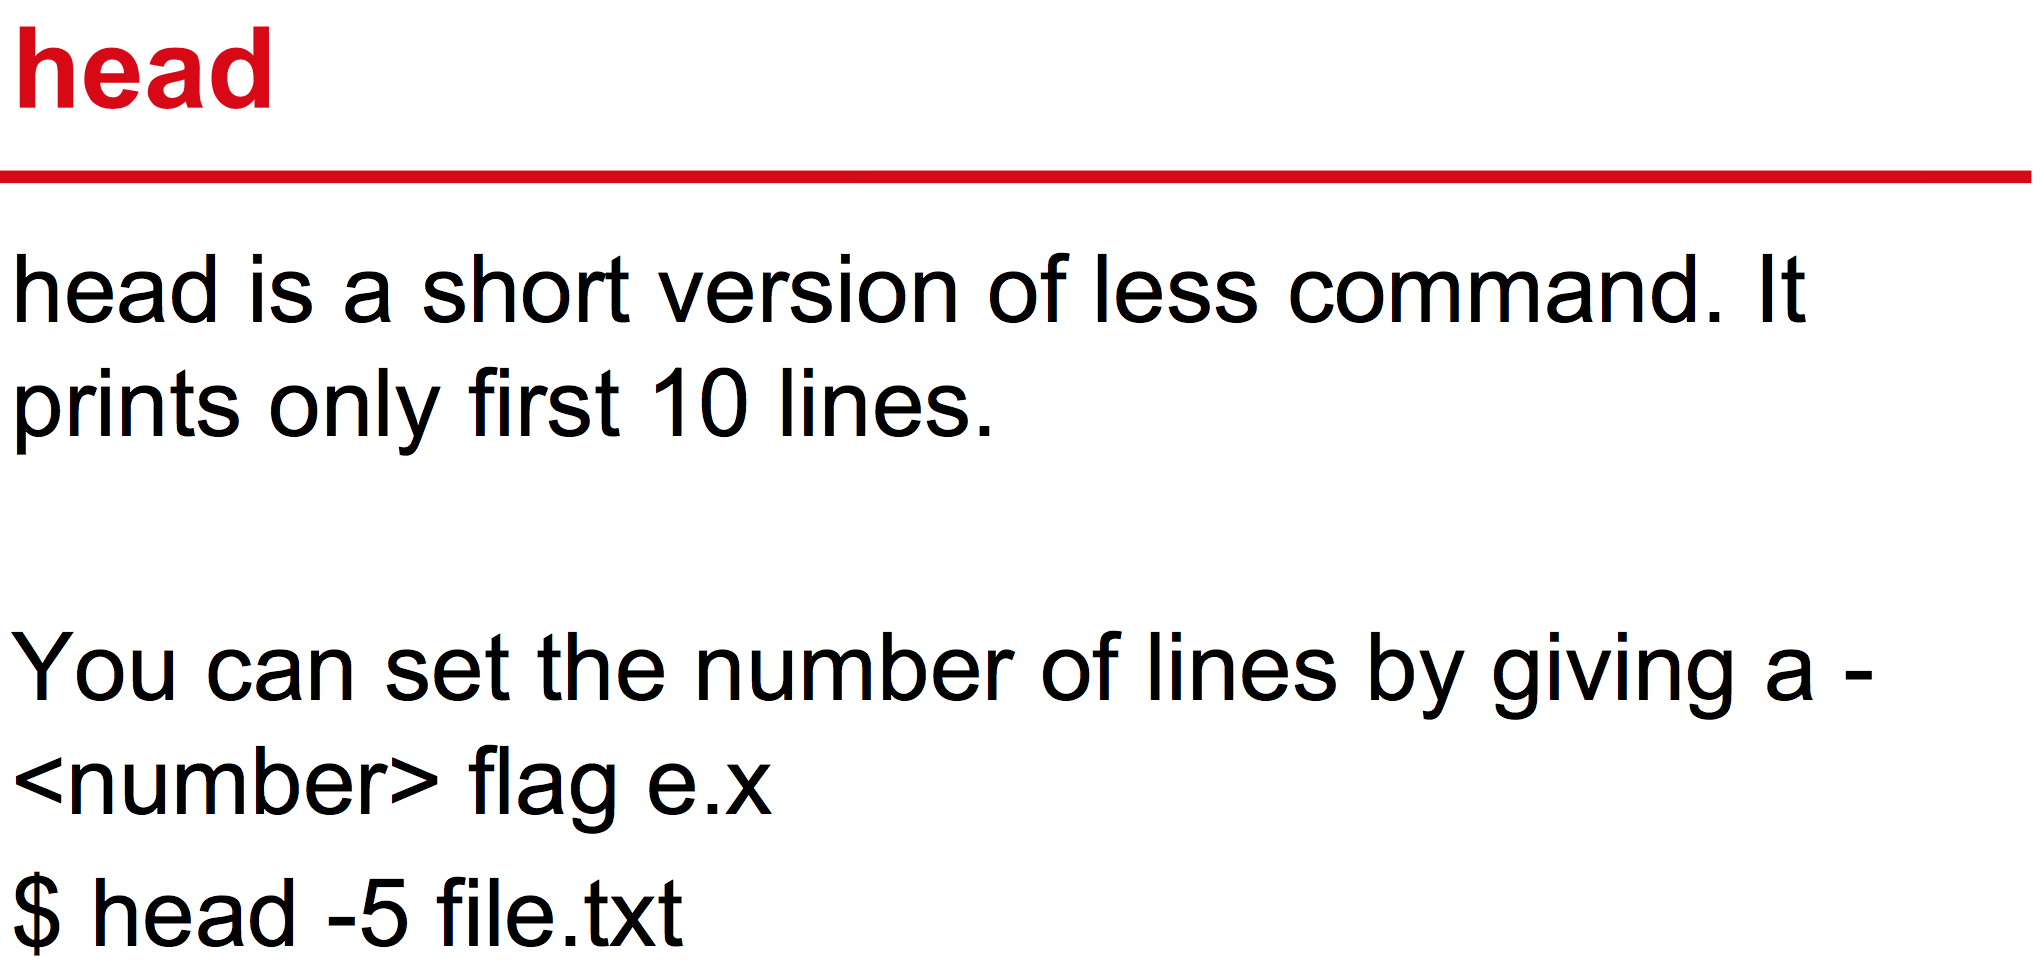 head
head is a short version of less command. It
prints only first 10 lines.
You can set the number of lines by giving a -
<number> flag e.x
$ head -5 file.txt